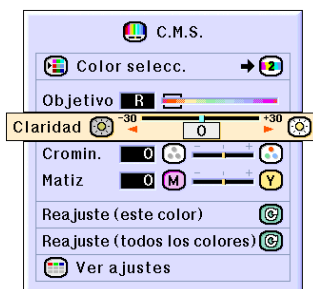 C.M.S.
Color selecc. 2
Objetivo R
Claridad -30 0 +30
Cromin. 0 - +
Matiz 0 M - + Y
Reajuste (este color)
Reajuste (todos los colores)
Ver ajustes